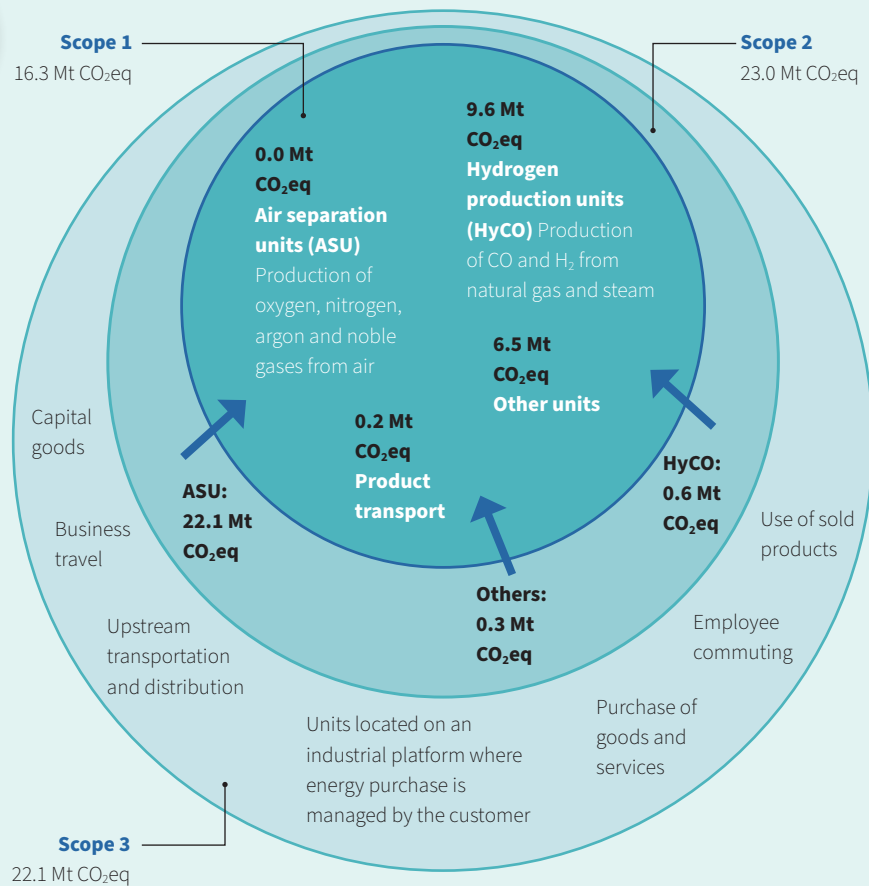 Scope 1
16.3 Mt CO₂eq
Scope 2
23.0 Mt CO₂eq
0.0 Mt
CO₂eq
Air separation
units (ASU)
Production of
oxygen, nitrogen,
argon and noble
gases from air
9.6 Mt
CO₂eq
Hydrogen
production units
(HyCO) Production
of CO and H₂ from
natural gas and steam
6.5 Mt
CO₂eq
Other units
0.2 Mt
CO₂eq
Product
transport
ASU:
22.1 Mt
CO₂eq
Others:
0.3 Mt
CO₂eq
HyCO:
0.6 Mt
CO₂eq
Capital
goods
Business
travel
Upstream
transportation
and distribution
Units located on an
industrial platform where
energy purchase is
managed by the customer
Purchase of
goods and
services
Employee
commuting
Use of sold
products
Scope 3
22.1 Mt CO₂eq